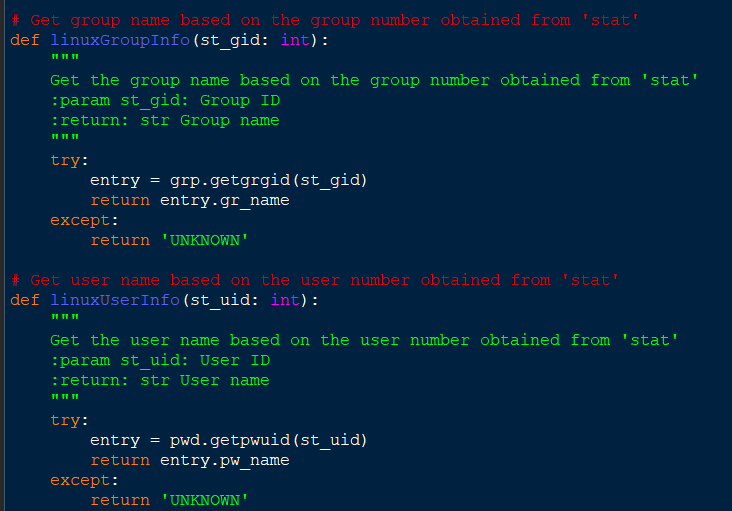 # Get group name based on the group number obtained from 'stat'
def linuxGroupInfo(st_gid: int):
    """
    Get the group name based on the group number obtained from 'stat'
    :param st_gid: Group ID
    :return: str Group name
    """
    try:
        entry = grp.getgrgid(st_gid)
        return entry.gr_name
    except:
        return 'UNKNOWN'

# Get user name based on the user number obtained from 'stat'
def linuxUserInfo(st_uid: int):
    """
    Get the user name based on the user number obtained from 'stat'
    :param st_uid: User ID
    :return: str User name
    """
    try:
        entry = pwd.getpwuid(st_uid)
        return entry.pw_name
    except:
        return 'UNKNOWN'